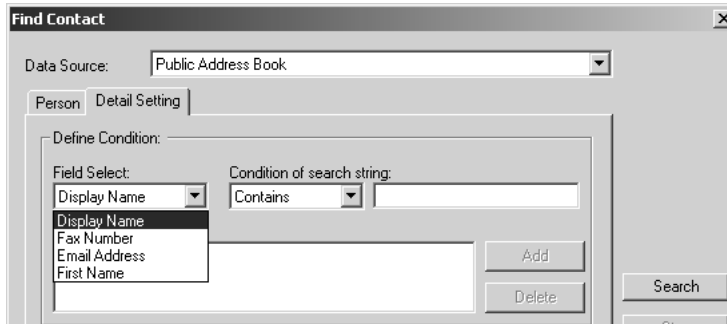 Find Contact
Data Source: Public Address Book
Person Detail Setting
Define Condition:
Field Select: Condition of search string:
Display Name Contains
Display Name
Fax Number
Email Address
First Name
Add
Search
Delete